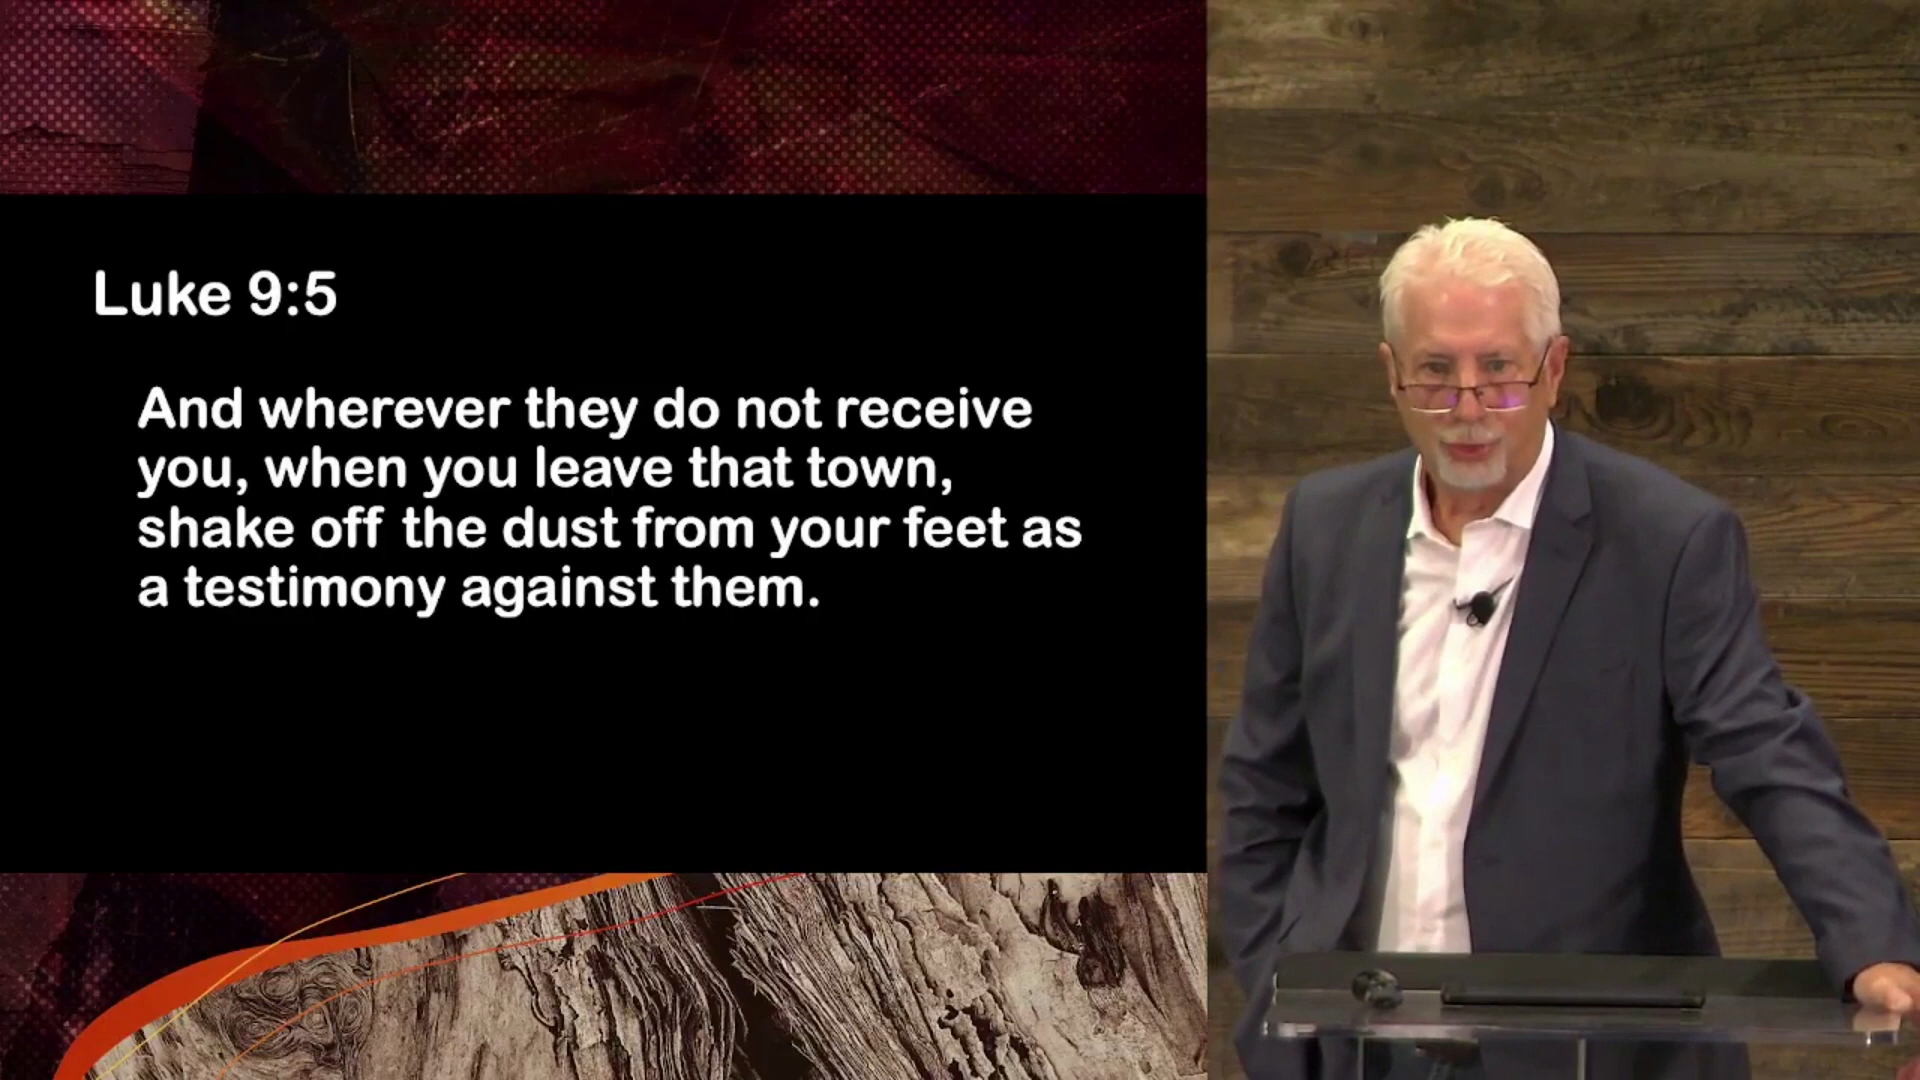 Luke 9:5
And wherever they do not receive
you, when you leave that town,
shake off the dust from your feet as
a testimony against them.